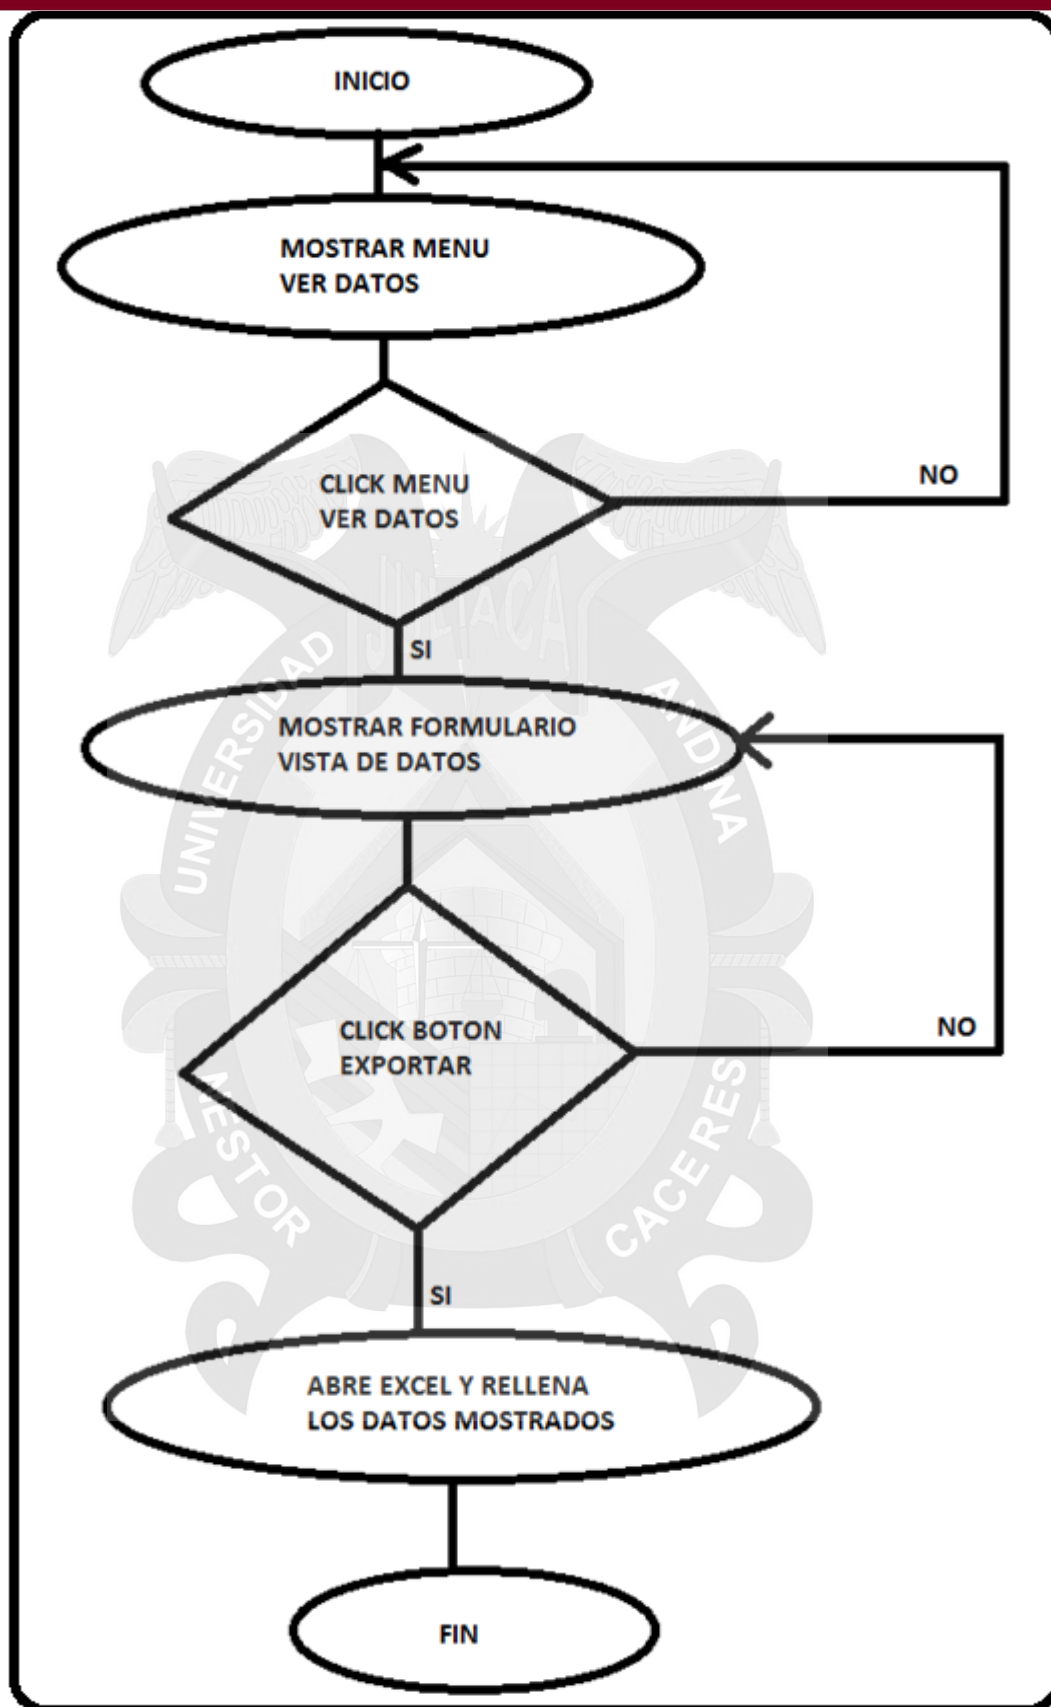 INICIO
MOSTRAR MENU
VER DATOS
CLICK MENU
VER DATOS
NO
SI
MOSTRAR FORMULARIO
VISTA DE DATOS
CLICK BOTON
EXPORTAR
NO
SI
ABRE EXCEL Y RELLENA
LOS DATOS MOSTRADOS
FIN
JULIACA
UNIVERSIDAD
ANDINA
NESTOR
CACERES